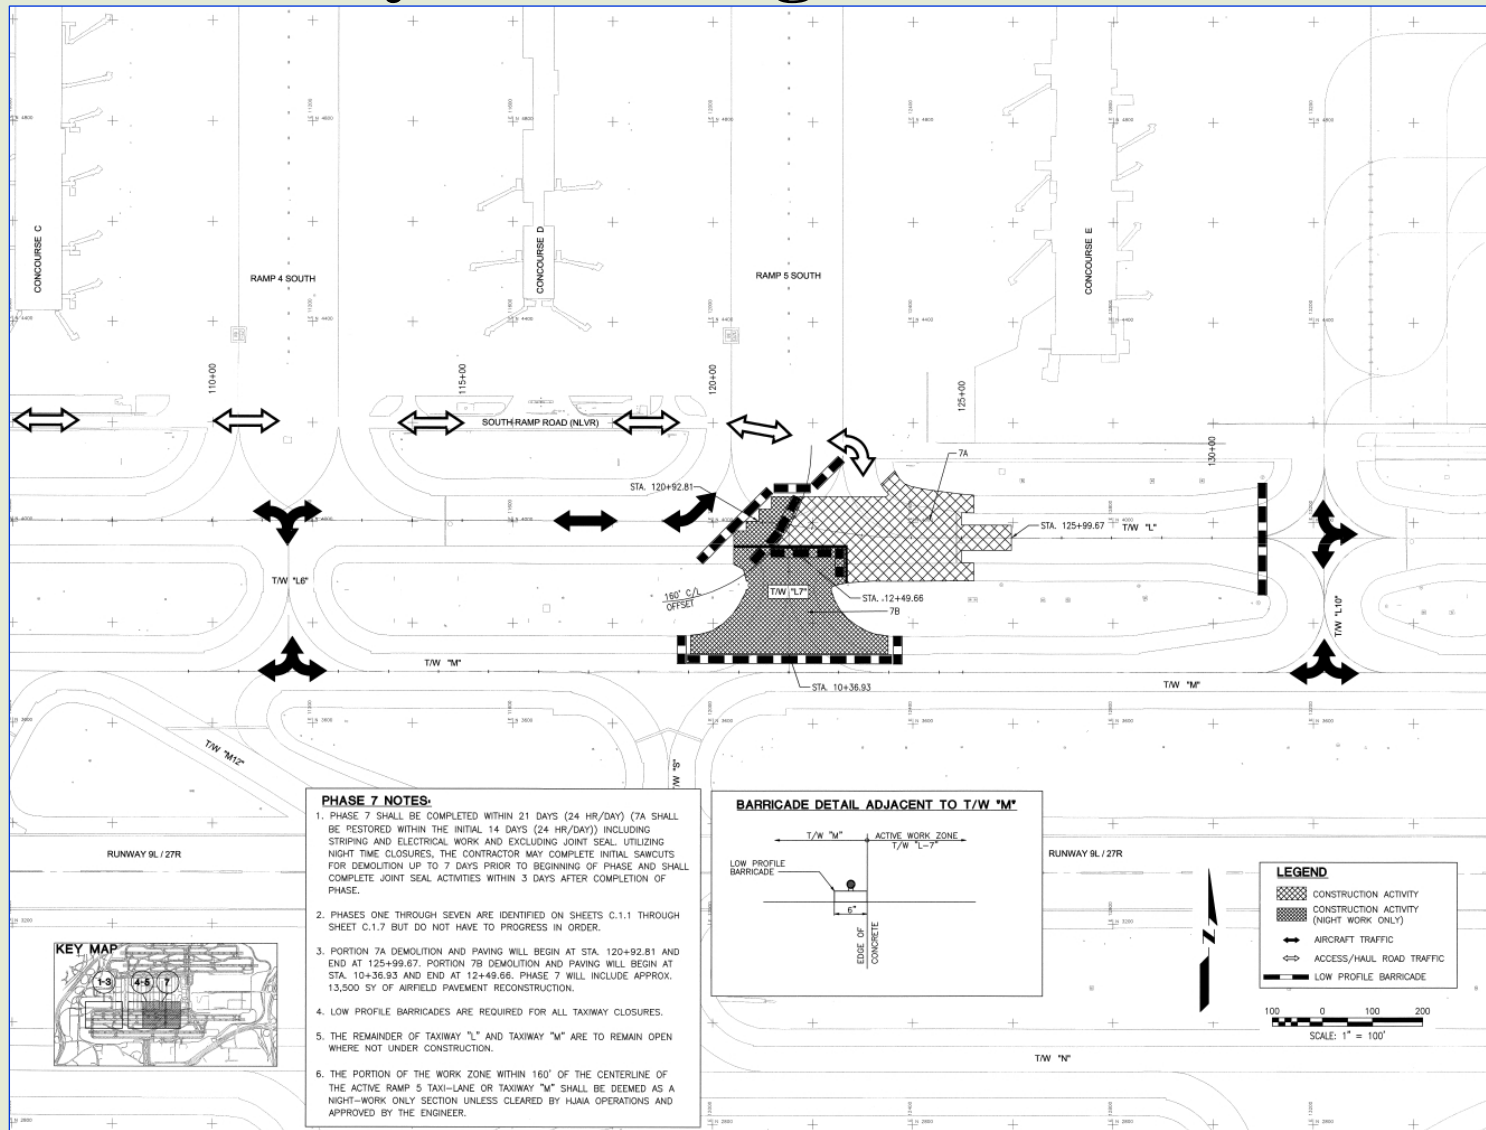 CONCOURSE C
RAMP 4 SOUTH
CONCOURSE D
RAMP 5 SOUTH
CONCOURSE E
110+00
115+00
120+00
125+00
130+00
SOUTH RAMP ROAD (NLVR)
7A
STA. 120+92.81
STA. 125+99.67
T/W "L"
T/W "L6"
T/W "L7"
160' C/L
OFFSET
STA. 12+49.66
7B
T/W "L10"
T/W "M"
T/W "M"
STA. 10+36.93
T/W "M12"
T/W "S"
PHASE 7 NOTES:
1. PHASE 7 SHALL BE COMPLETED WITHIN 21 DAYS (24 HR/DAY) (7A SHALL
BE RESTORED WITHIN THE INITIAL 14 DAYS (24 HR/DAY)) INCLUDING
STRIPING AND ELECTRICAL WORK AND EXCLUDING JOINT SEAL. UTILIZING
NIGHT TIME CLOSURES, THE CONTRACTOR MAY COMPLETE INITIAL SAWCUTS
FOR DEMOLITION UP TO 7 DAYS PRIOR TO BEGINNING OF PHASE AND SHALL
COMPLETE JOINT SEAL ACTIVITIES WITHIN 3 DAYS AFTER COMPLETION OF
PHASE.
2. PHASES ONE THROUGH SEVEN ARE IDENTIFIED ON SHEETS C.1.1 THROUGH
SHEET C.1.7 BUT DO NOT HAVE TO PROGRESS IN ORDER.
3. PORTION 7A DEMOLITION AND PAVING WILL BEGIN AT STA. 120+92.81 AND
END AT 125+99.67. PORTION 7B DEMOLITION AND PAVING WILL BEGIN AT
STA. 10+36.93 AND END AT 12+49.66. PHASE 7 WILL INCLUDE APPROX.
13,500 SY OF AIRFIELD PAVEMENT RECONSTRUCTION.
4. LOW PROFILE BARRICADES ARE REQUIRED FOR ALL TAXIWAY CLOSURES.
5. THE REMAINDER OF TAXIWAY "L" AND TAXIWAY "M" ARE TO REMAIN OPEN
WHERE NOT UNDER CONSTRUCTION.
6. THE PORTION OF THE WORK ZONE WITHIN 160' OF THE CENTERLINE OF
THE ACTIVE RAMP 5 TAXI-LANE OR TAXIWAY "M" SHALL BE DEEMED AS A
NIGHT-WORK ONLY SECTION UNLESS CLEARED BY HJAIA OPERATIONS AND
APPROVED BY THE ENGINEER.
BARRICADE DETAIL ADJACENT TO T/W "M"
T/W "M"
ACTIVE WORK ZONE
T/W "L-7"
LOW PROFILE
BARRICADE
6"
EDGE OF
CONCRETE
RUNWAY 9L / 27R
RUNWAY 9L / 27R
KEY MAP
1-3
4-5
7
LEGEND
CONSTRUCTION ACTIVITY
CONSTRUCTION ACTIVITY
(NIGHT WORK ONLY)
AIRCRAFT TRAFFIC
ACCESS/HAUL ROAD TRAFFIC
LOW PROFILE BARRICADE
100 0 100 200
SCALE: 1" = 100'
T/W "N"